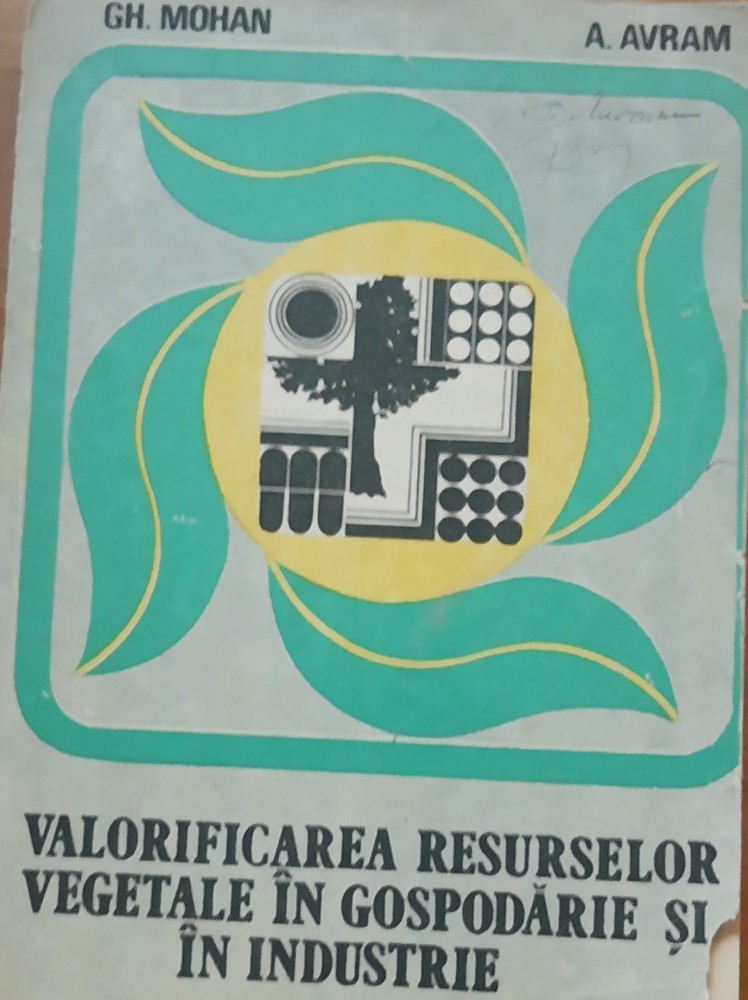 GH. MOHAN
A. AVRAM
VALORIFICAREA RESURSELOR
VEGETALE ÎN GOSPODĂRIE ȘI
ÎN INDUSTRIE